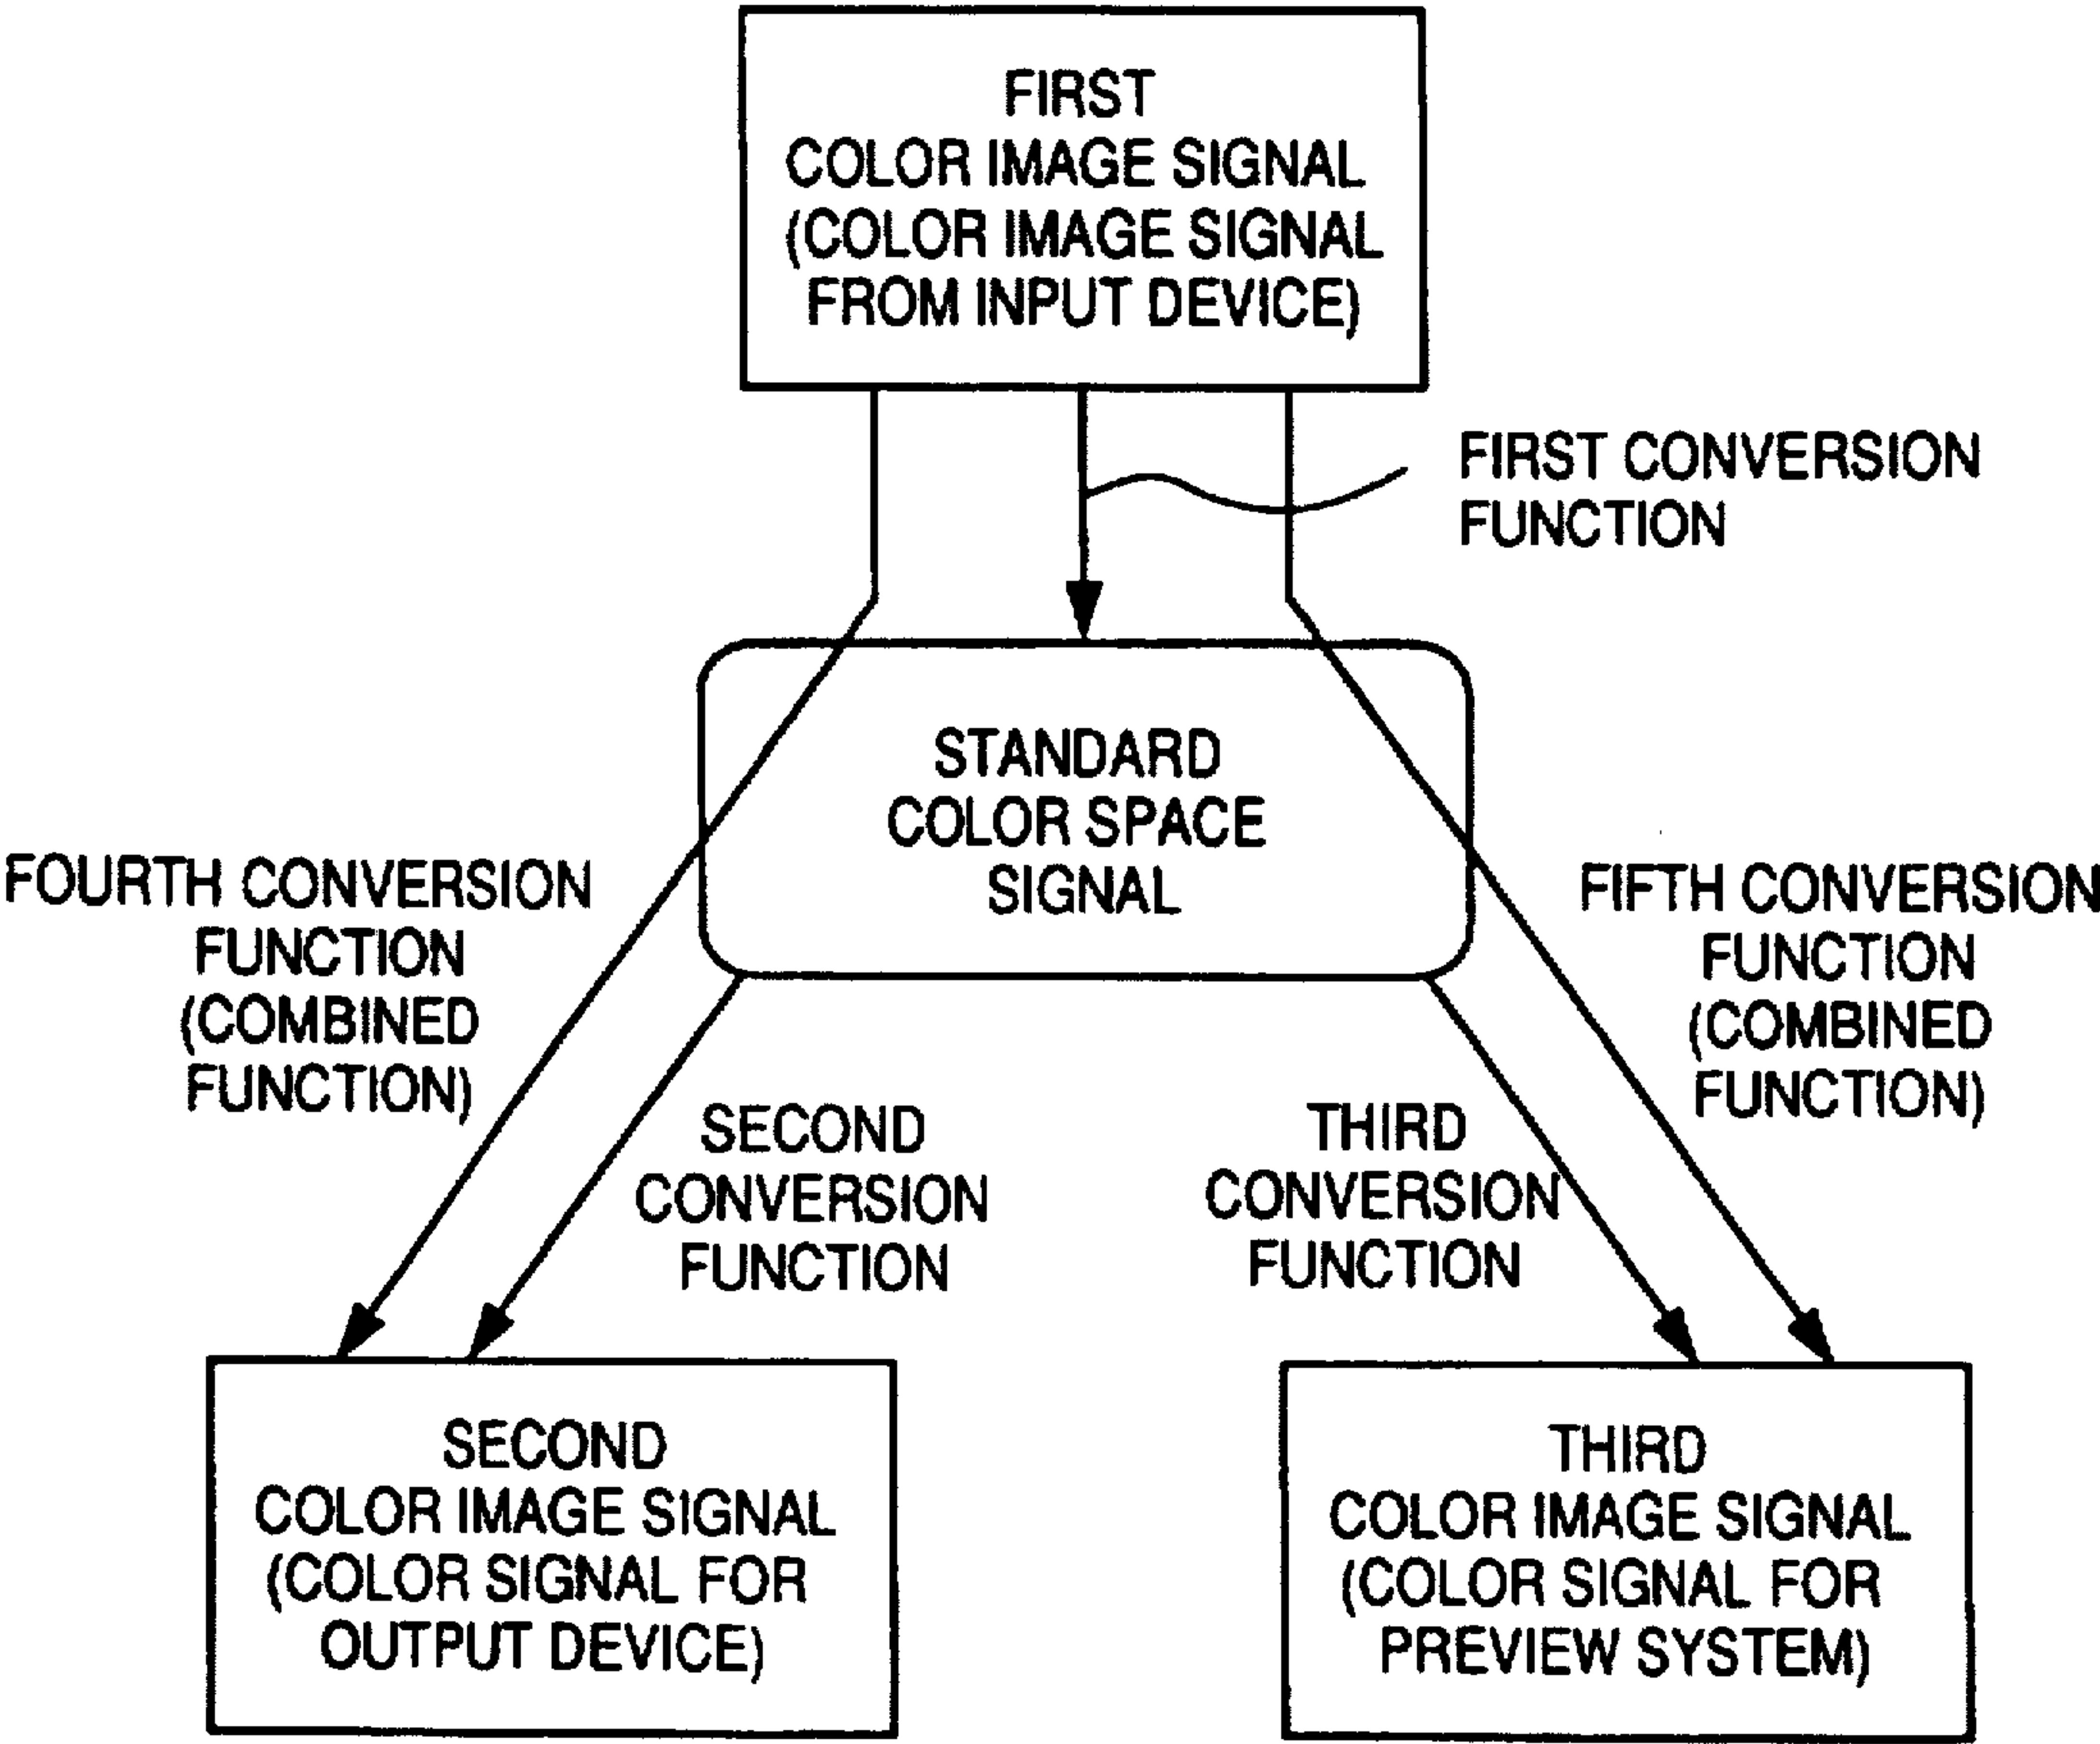 FIRST
COLOR IMAGE SIGNAL
(COLOR IMAGE SIGNAL
FROM INPUT DEVICE)
FIRST CONVERSION
FUNCTION
STANDARD
COLOR SPACE
SIGNAL
FOURTH CONVERSION
FUNCTION
(COMBINED
FUNCTION)
FIFTH CONVERSION
FUNCTION
(COMBINED
FUNCTION)
SECOND
CONVERSION
FUNCTION
THIRD
CONVERSION
FUNCTION
SECOND
COLOR IMAGE SIGNAL
(COLOR SIGNAL FOR
OUTPUT DEVICE)
THIRD
COLOR IMAGE SIGNAL
(COLOR SIGNAL FOR
PREVIEW SYSTEM)